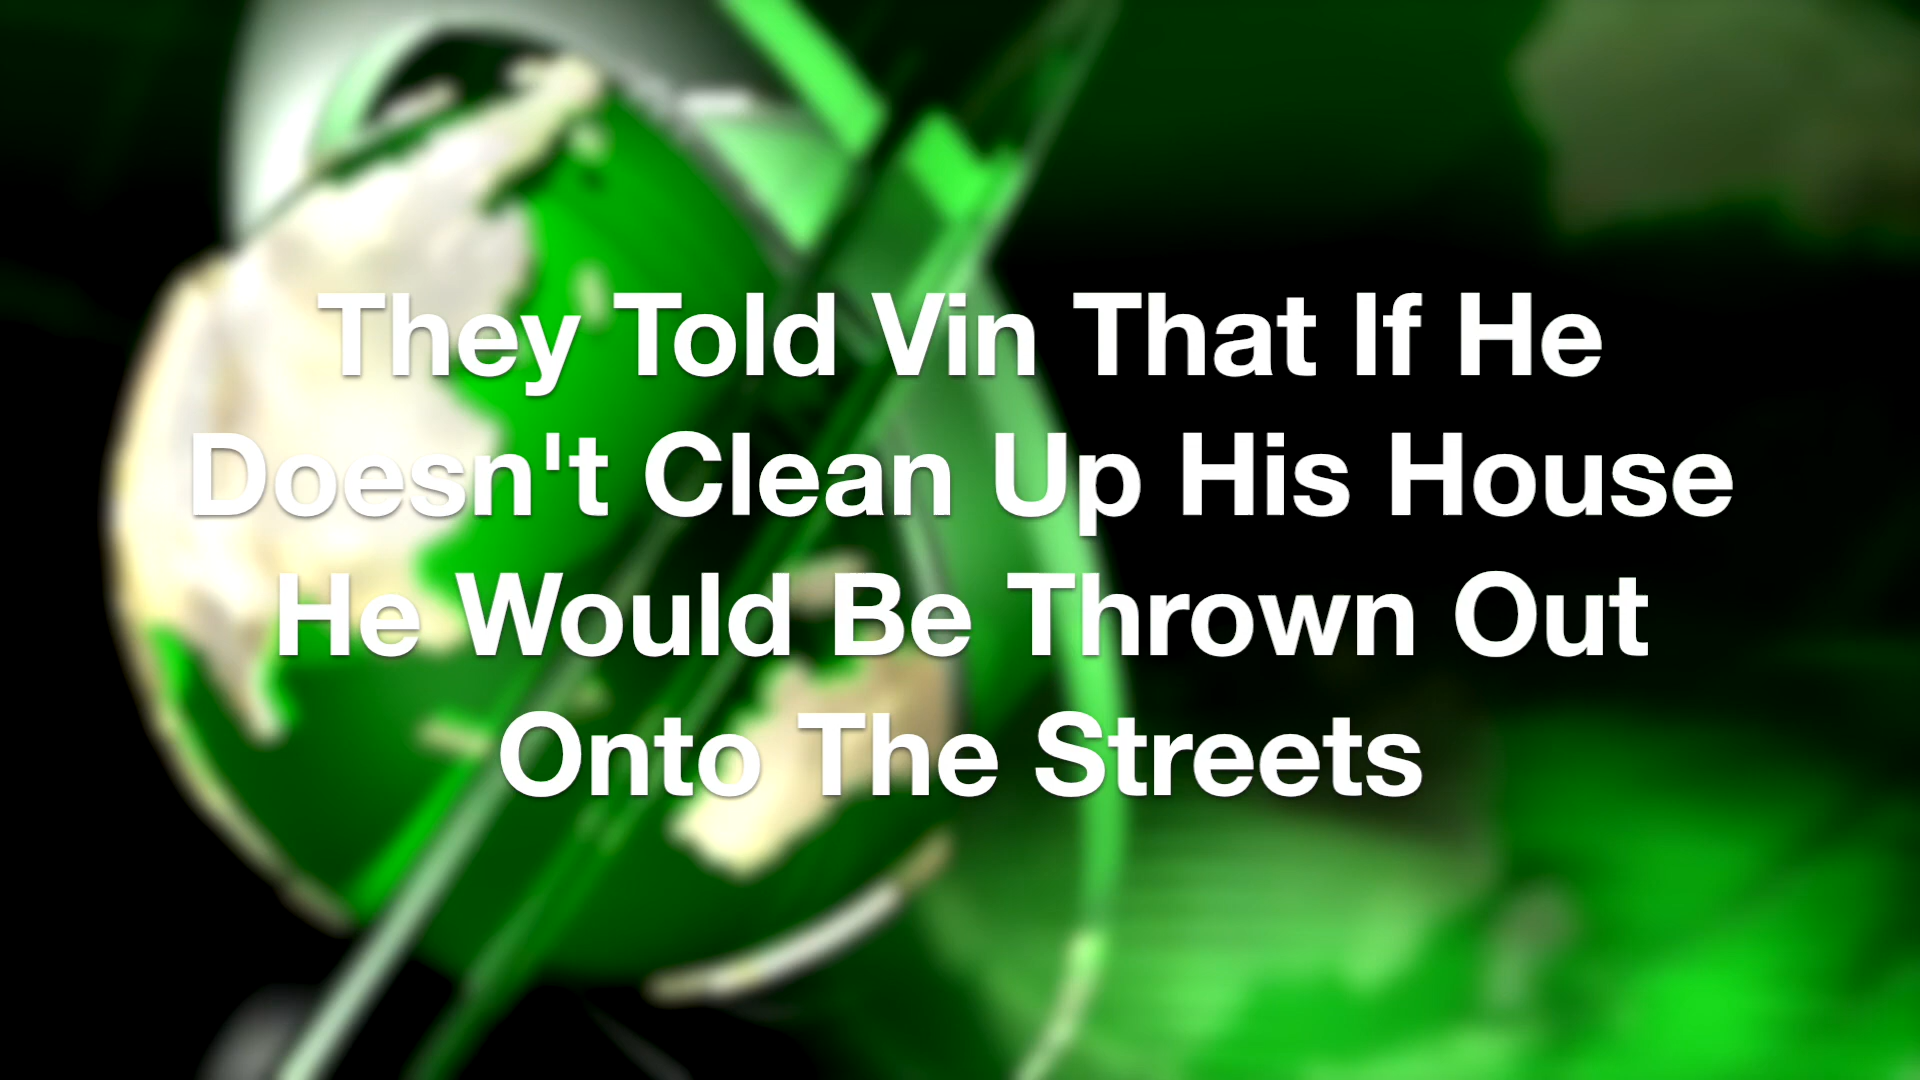 They Told Vin That If He
Doesn't Clean Up His House
He Would Be Thrown Out
Onto The Streets